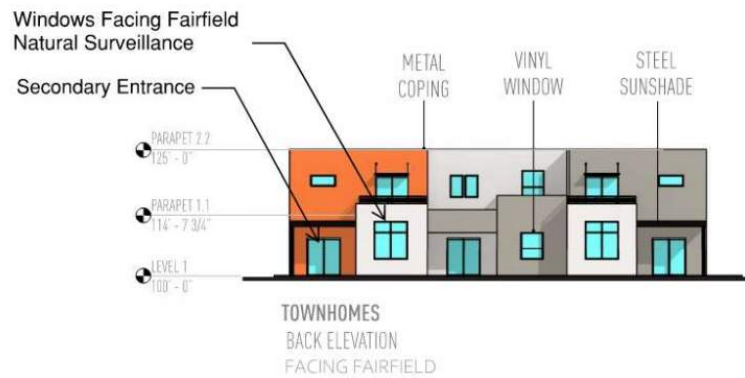 Windows Facing Fairfield
Natural Surveillance
Secondary Entrance
METAL
COPING
VINYL
WINDOW
STEEL
SUNSHADE
PARAPET 2.2
125' - 0"
PARAPET 1.1
114' - 7 3/4"
LEVEL 1
100' - 0"
TOWNHOMES
BACK ELEVATION
FACING FAIRFIELD